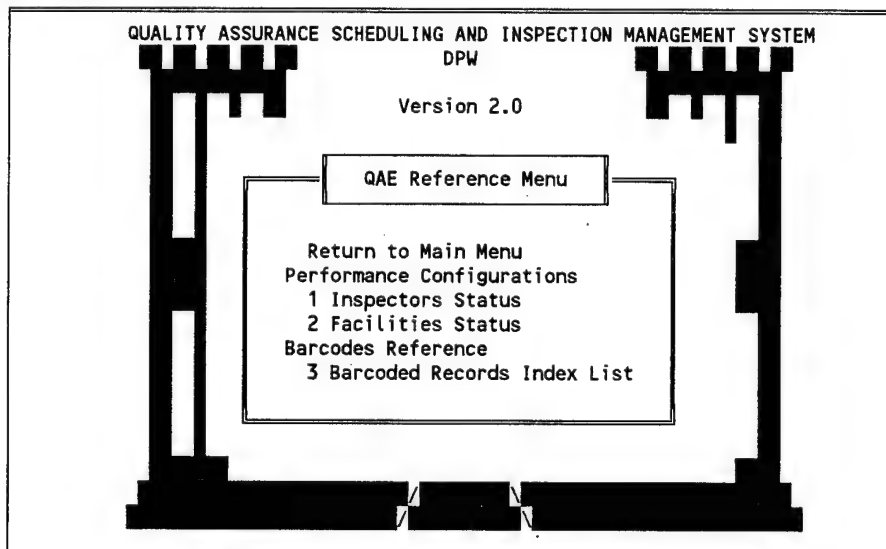 QUALITY ASSURANCE SCHEDULING AND INSPECTION MANAGEMENT SYSTEM
DPW
Version 2.0
QAE Reference Menu
Return to Main Menu
Performance Configurations
1 Inspectors Status
2 Facilities Status
Barcodes Reference
3 Barcoded Records Index List